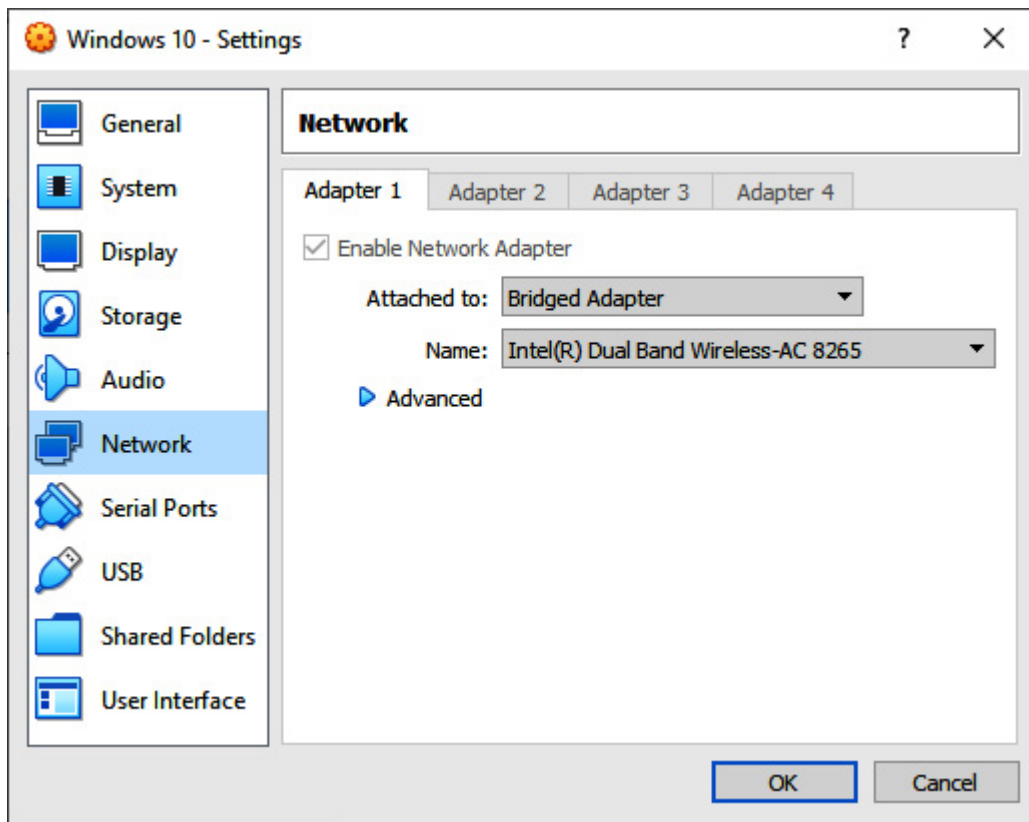 Windows 10 - Settings
?
General
System
Display
Storage
Audio
Network
Serial Ports
USB
Shared Folders
User Interface
Network
Adapter 1
Adapter 2
Adapter 3
Adapter 4
Enable Network Adapter
Attached to: Bridged Adapter
Name: Intel(R) Dual Band Wireless-AC 8265
Advanced
OK
Cancel